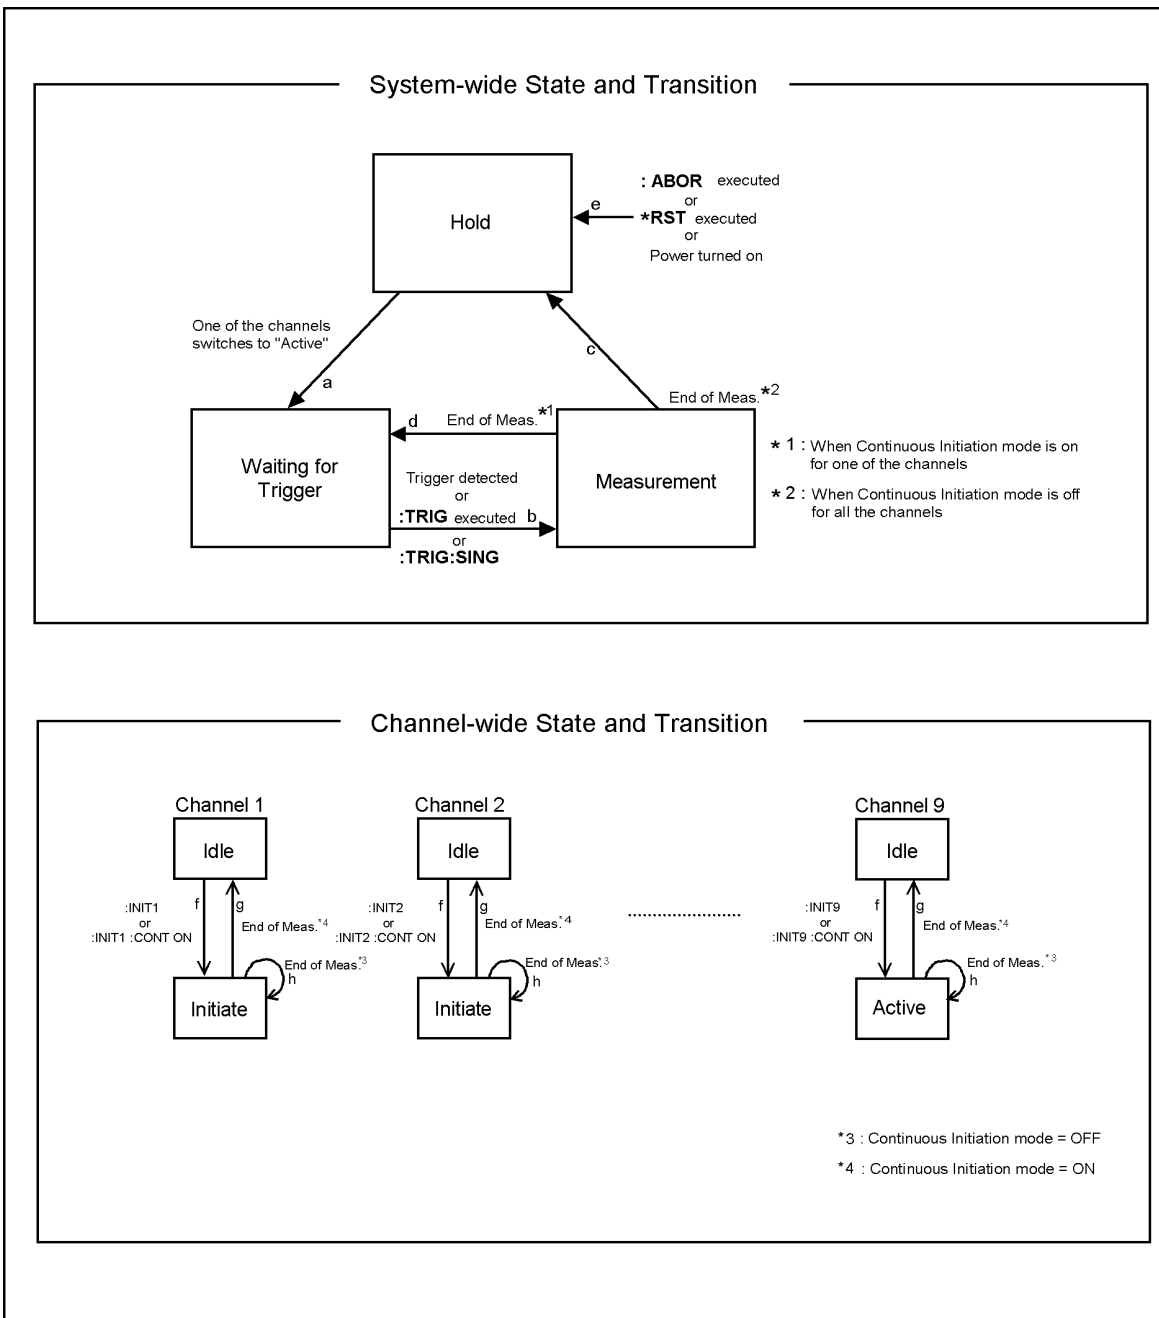 System-wide State and Transition
Hold
e
: ABOR executed
or
*RST executed
or
Power turned on
One of the channels
switches to "Active"
a
c
End of Meas.*2
d
End of Meas.*1
Waiting for
Trigger
Trigger detected
or
:TRIG executed b
or
:TRIG:SING
Measurement
* 1 : When Continuous Initiation mode is on
for one of the channels
* 2 : When Continuous Initiation mode is off
for all the channels
Channel-wide State and Transition
Channel 1
Idle
f
g
:INIT1
or
:INIT1 :CONT ON
End of Meas.*4
End of Meas.*3
h
Initiate
Channel 2
Idle
f
g
:INIT2
or
:INIT2 :CONT ON
End of Meas.*4
End of Meas.*3
h
Initiate
Channel 9
Idle
f
g
:INIT9
or
:INIT9 :CONT ON
End of Meas.*4
End of Meas.*3
h
Active
*3 : Continuous Initiation mode = OFF
*4 : Continuous Initiation mode = ON